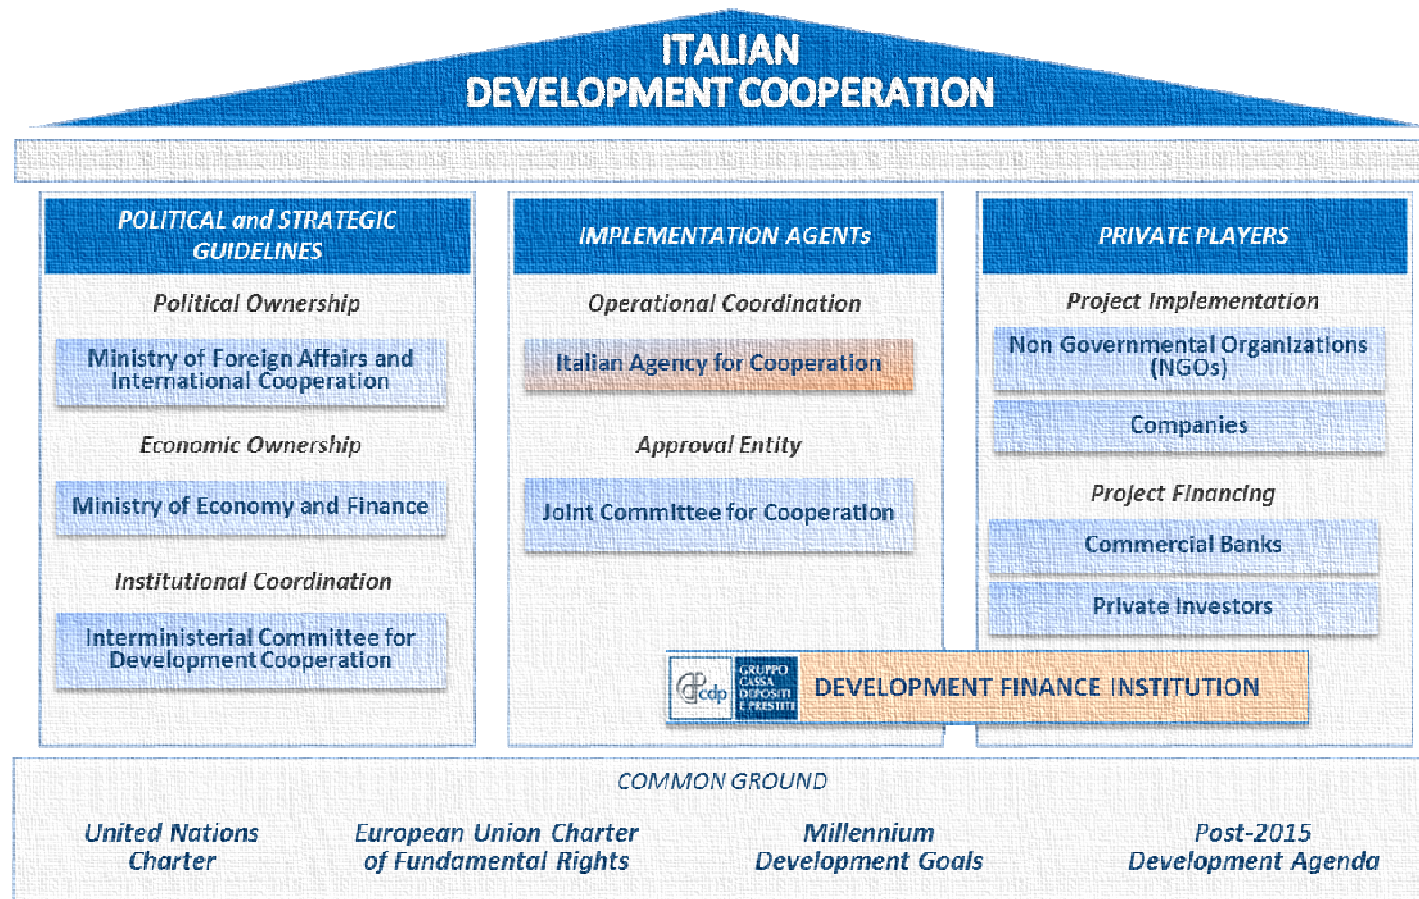 ITALIAN
DEVELOPMENT COOPERATION
POLITICAL and STRATEGIC
GUIDELINES
Political Ownership
Ministry of Foreign Affairs and
International Cooperation
Economic Ownership
Ministry of Economy and Finance
Institutional Coordination
Interministerial Committee for
Development Cooperation
IMPLEMENTATION AGENTs
Operational Coordination
Italian Agency for Cooperation
Approval Entity
Joint Committee for Cooperation
PRIVATE PLAYERS
Project Implementation
Non Governmental Organizations
(NGOs)
Companies
Project Financing
Commercial Banks
Private Investors
cdp
GRUPPO
CASSA
DEPOSITI
E PRESTITI
DEVELOPMENT FINANCE INSTITUTION
COMMON GROUND
United Nations
Charter
European Union Charter
of Fundamental Rights
Millennium
Development Goals
Post-2015
Development Agenda